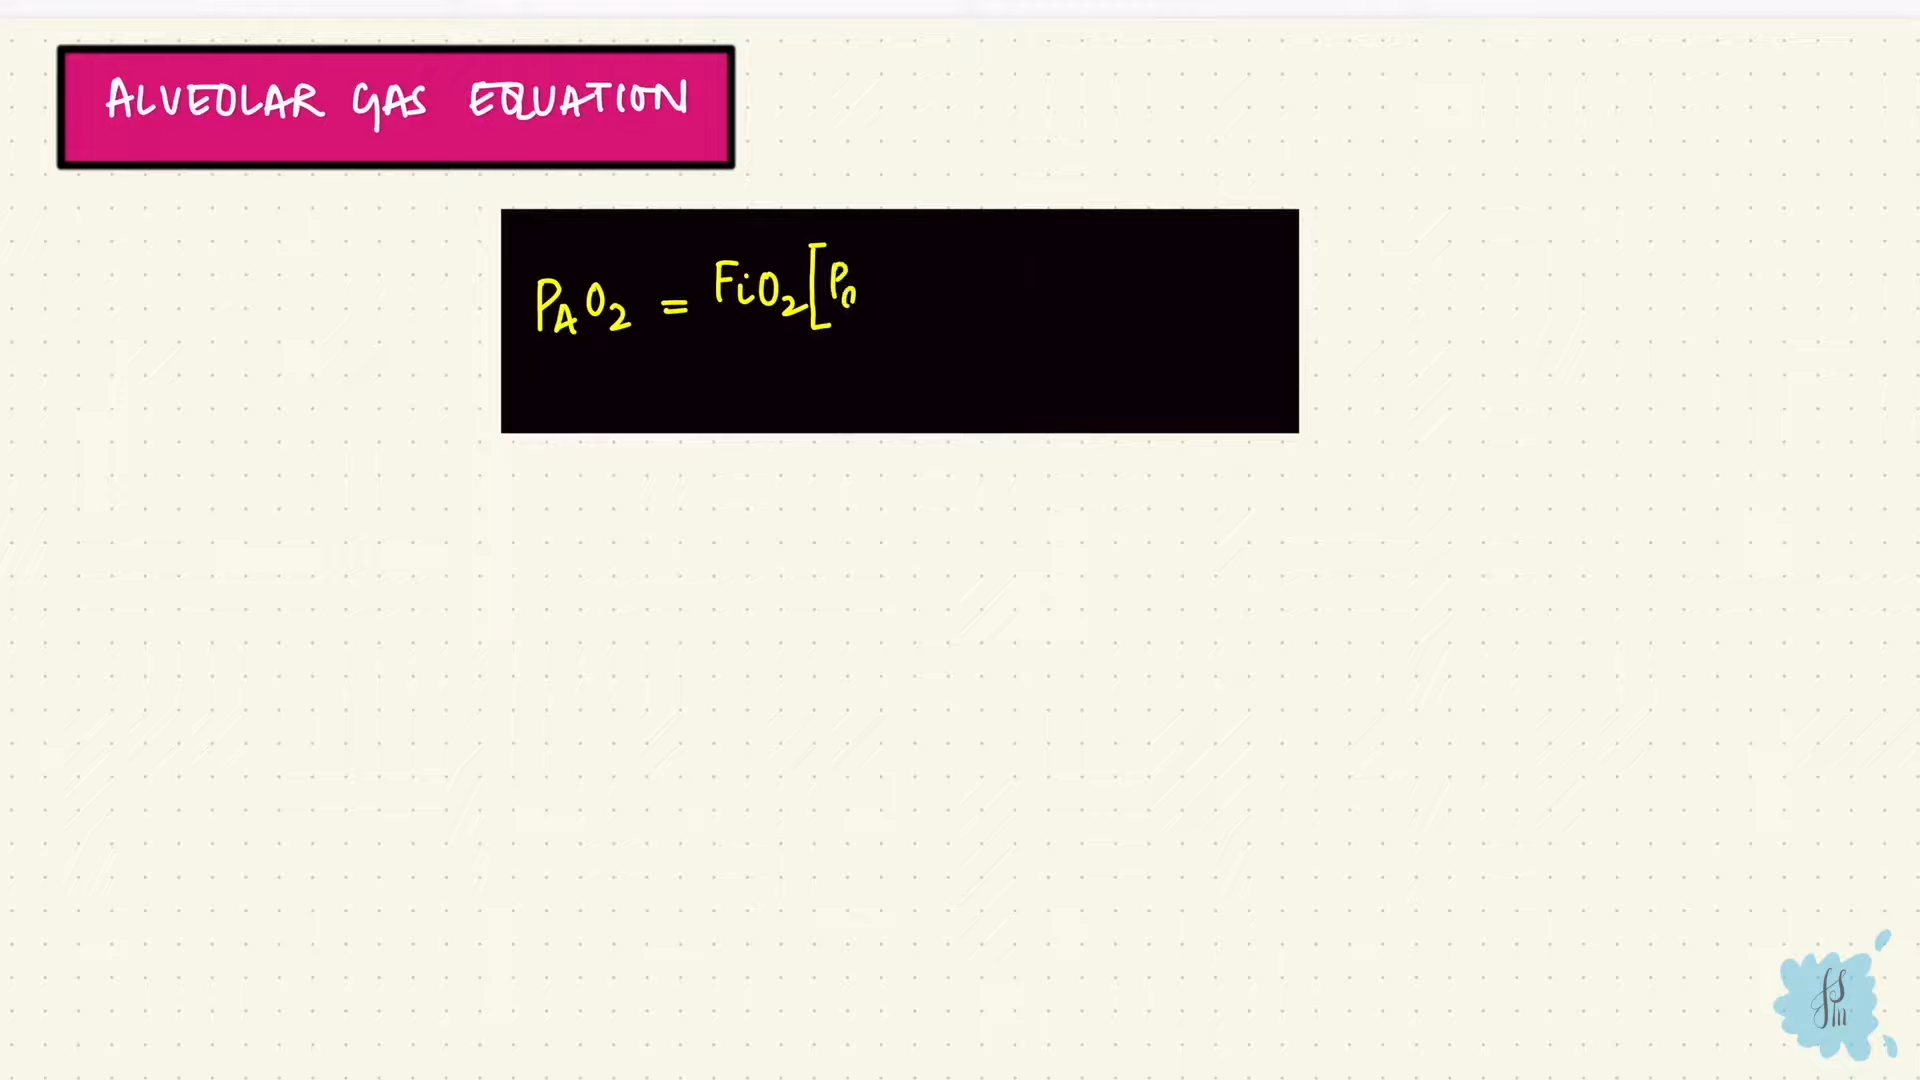 ALVEOLAR GAS EQUATION
PAO2 = FiO2[P